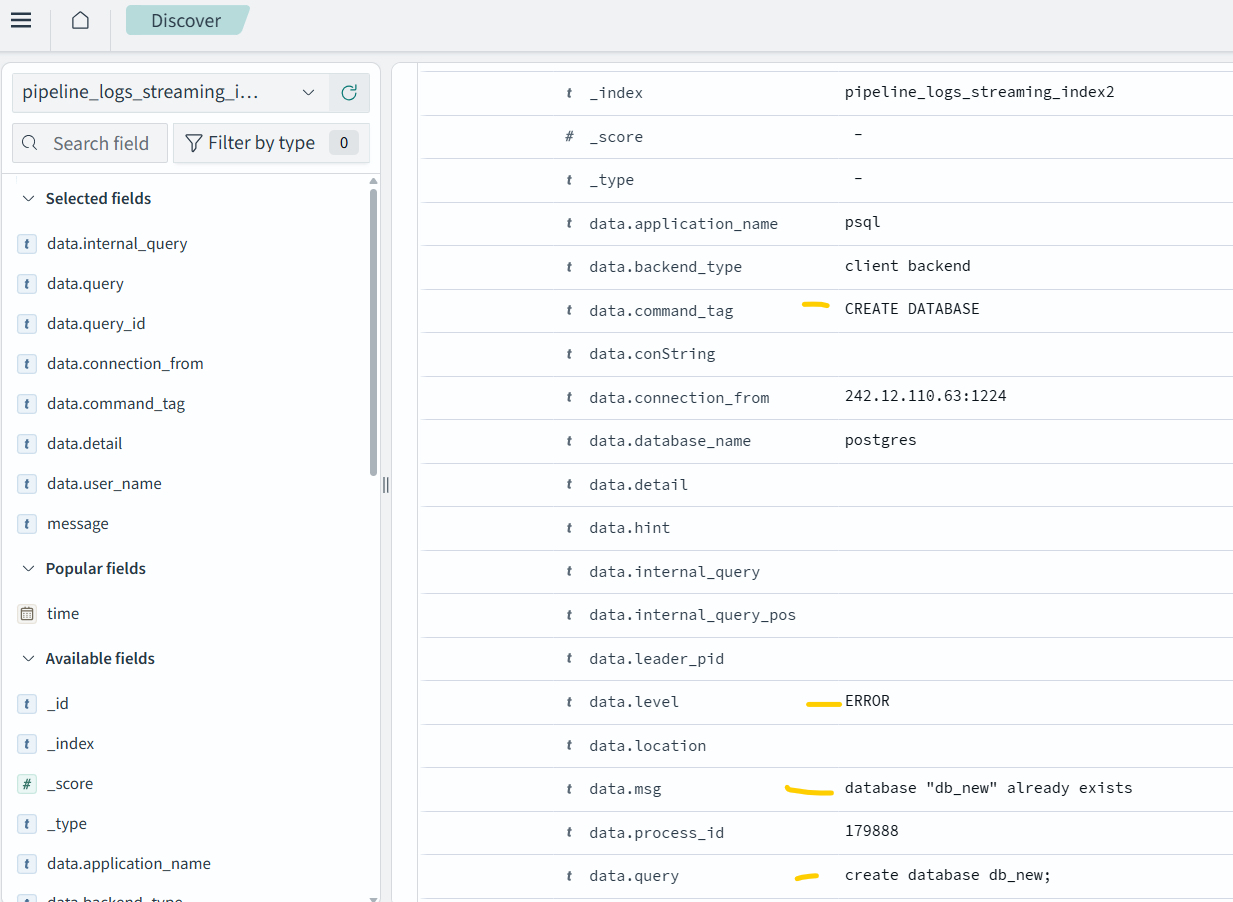 Discover
pipeline_logs_streaming_i...
Search field
Filter by type 0
Selected fields
t data.internal_query
t data.query
t data.query_id
t data.connection_from
t data.command_tag
t data.detail
t data.user_name
t message
Popular fields
time
Available fields
t _id
t _index
# _score
t _type
t data.application_name
t data.backend_type
t _index pipeline_logs_streaming_index2
# _score –
t _type –
t data.application_name psql
t data.backend_type client backend
t data.command_tag CREATE DATABASE
t data.conString
t data.connection_from 242.12.110.63:1224
t data.database_name postgres
t data.detail
t data.hint
t data.internal_query
t data.internal_query_pos
t data.leader_pid
t data.level ERROR
t data.location
t data.msg database "db_new" already exists
t data.process_id 179888
t data.query create database db_new;